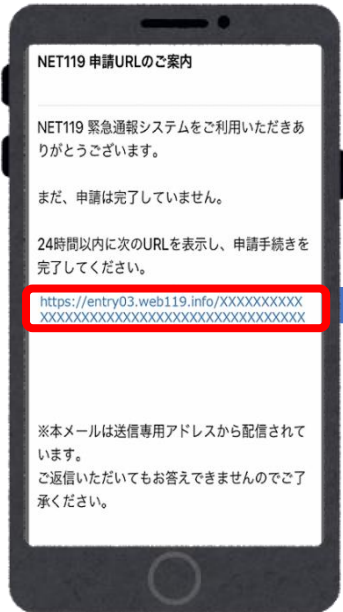 NET119 申請URLのご案内
NET119 緊急通報システムをご利用いただきあ
りがとうございます。
まだ、申請は完了していません。
24時間以内に次のURLを表示し、申請手続きを
完了してください。
https://entry03.web119.info/XXXXXXXXXX
XXXXXXXXXXXXXXXXXXXXXXXXXXXXXXXXX
※本メールは送信専用アドレスから配信されて
います。
ご返信いただいてもお答えできませんのでご了
承ください。